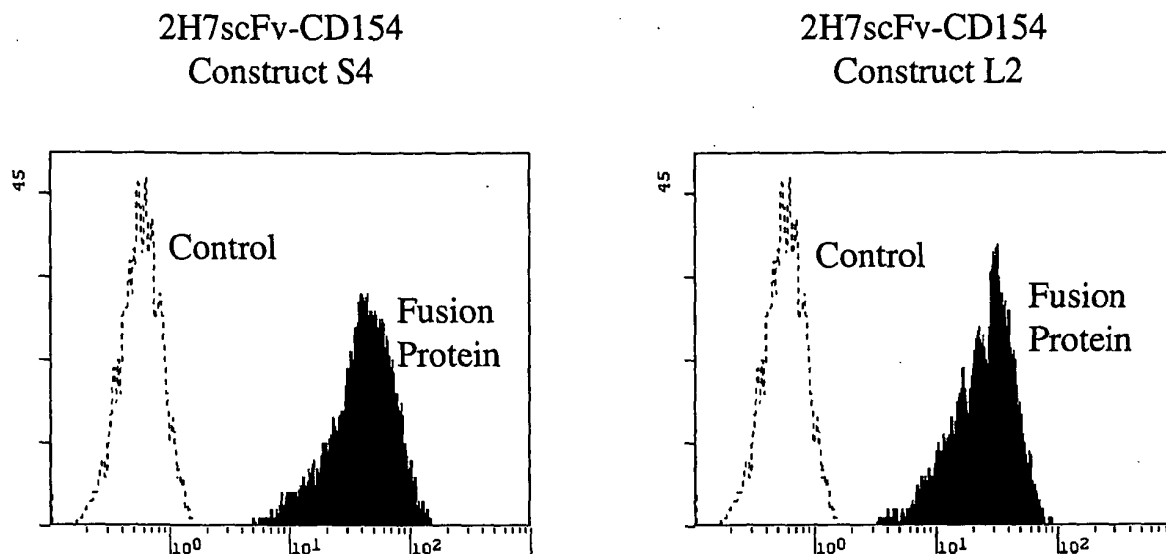 2H7scFv-CD154
Construct S4
45
Control
Fusion
Protein
10⁰
10¹
10²
2H7scFv-CD154
Construct L2
45
Control
Fusion
Protein
10⁰
10¹
10²